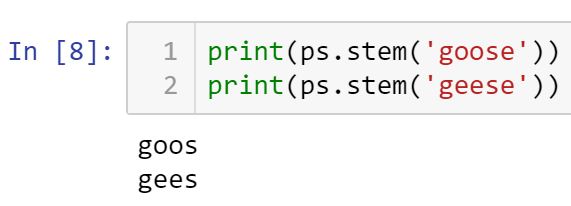 In [8]:
1 print(ps.stem('goose'))
2 print(ps.stem('geese'))
goos
gees